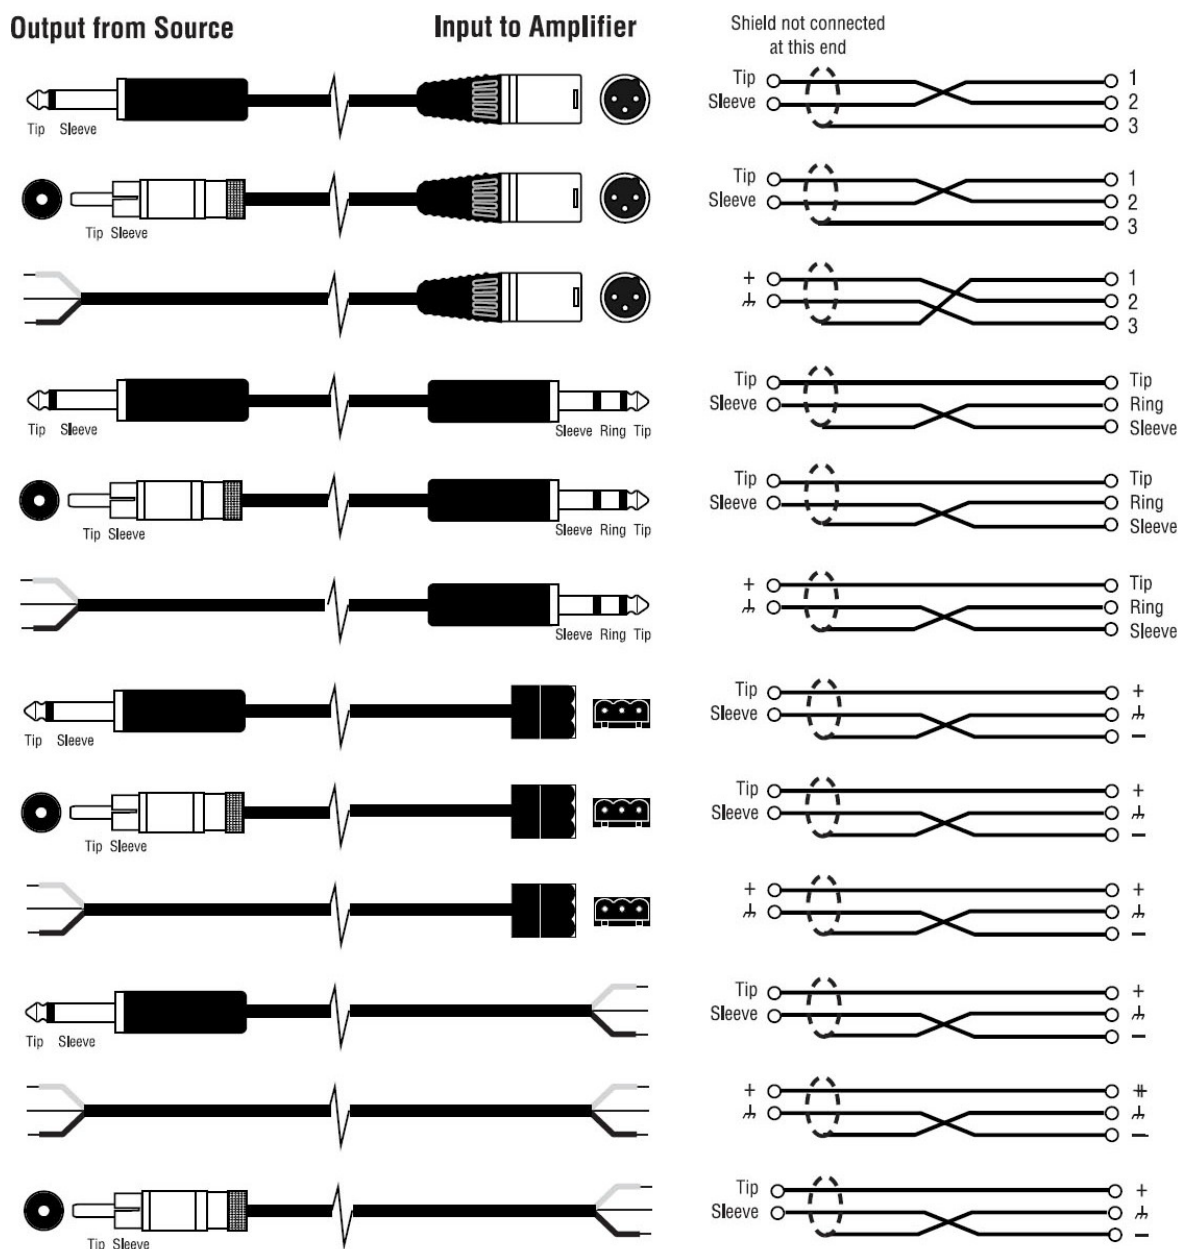 Output from Source
Input to Amplifier
Shield not connected
at this end
Tip Sleeve
Tip
Sleeve
1
2
3
Tip Sleeve
Tip
Sleeve
1
2
3
+
1
2
3
Tip Sleeve
Sleeve Ring Tip
Tip
Sleeve
Tip
Ring
Sleeve
Tip Sleeve
Sleeve Ring Tip
Tip
Sleeve
Tip
Ring
Sleeve
Sleeve Ring Tip
+
Tip
Ring
Sleeve
Tip Sleeve
Tip
Sleeve
+
−
Tip Sleeve
Tip
Sleeve
+
−
+
+
−
Tip Sleeve
Tip
Sleeve
+
−
+
+
−
Tip Sleeve
Tip
Sleeve
+
−